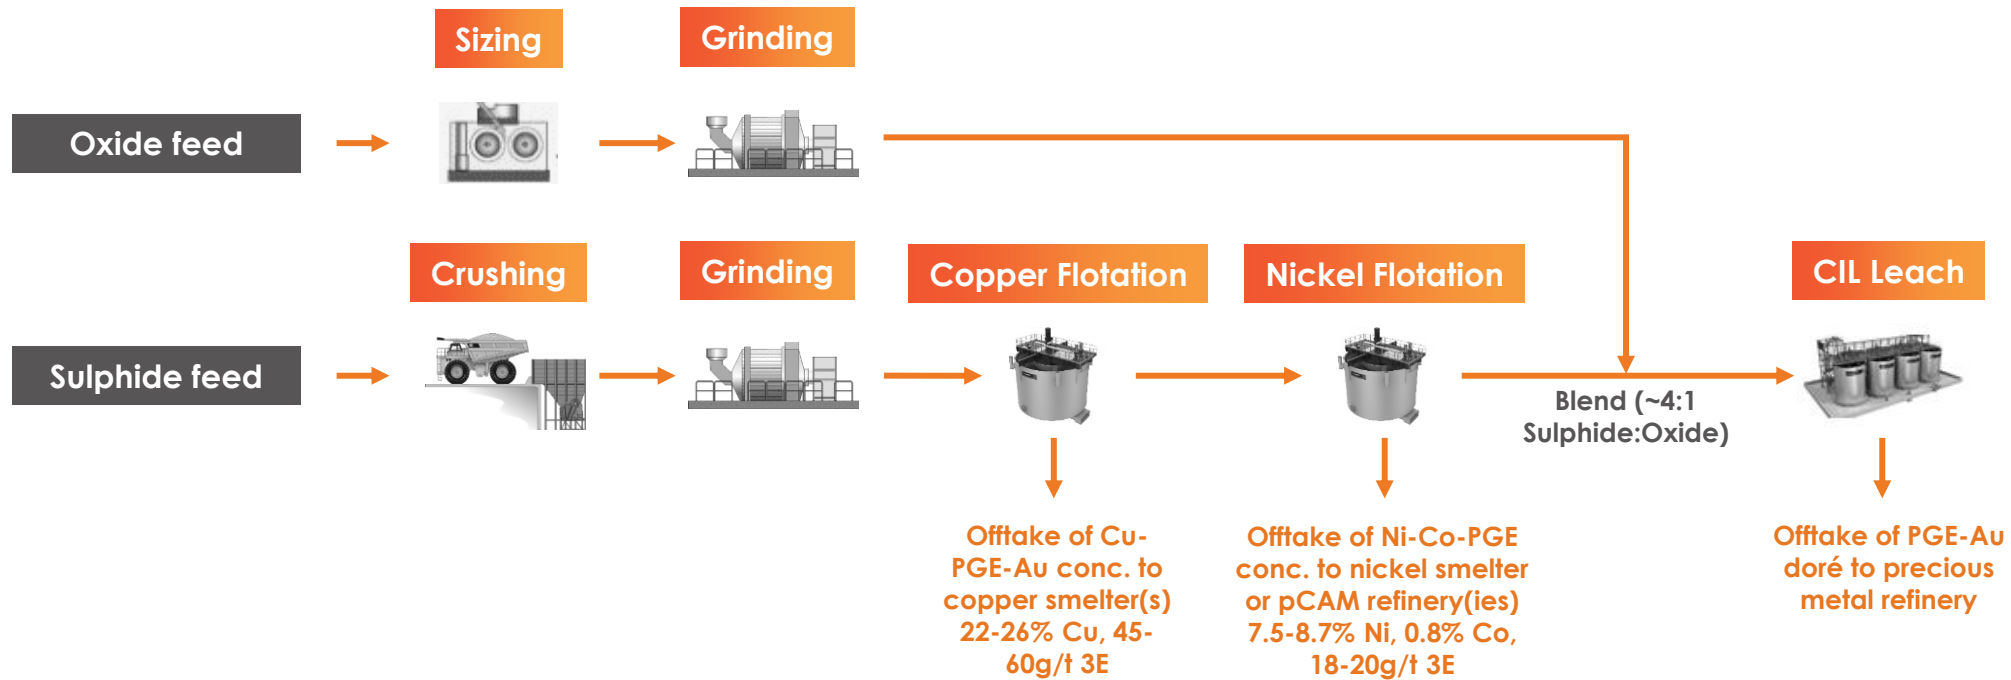 Sizing
Grinding
Oxide feed
Crushing
Grinding
Copper Flotation
Nickel Flotation
CIL Leach
Sulphide feed
Blend (~4:1
Sulphide:Oxide)
Offtake of Cu-
PGE-Au conc. to
copper smelter(s)
22-26% Cu, 45-
60g/t 3E
Offtake of Ni-Co-PGE
conc. to nickel smelter
or pCAM refinery(ies)
7.5-8.7% Ni, 0.8% Co,
18-20g/t 3E
Offtake of PGE-Au
doré to precious
metal refinery